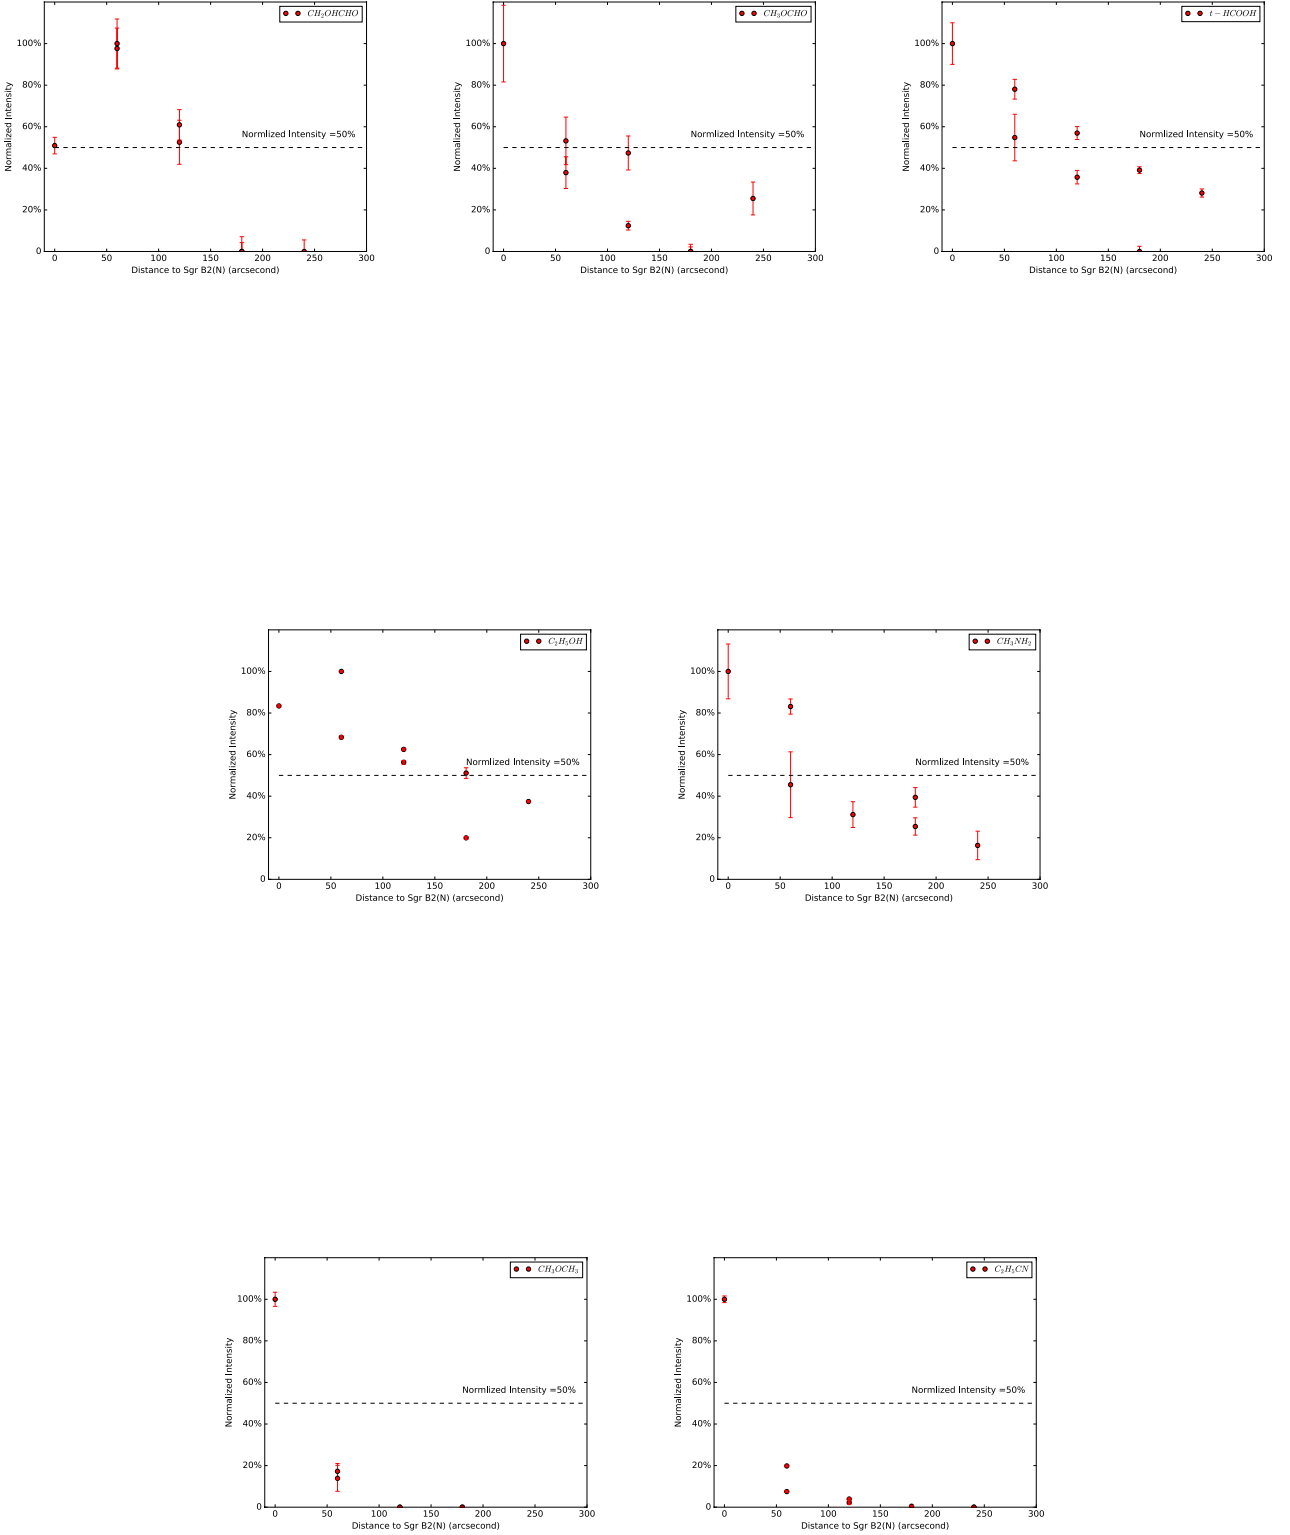 CH₂OHCHO
100%
80%
60%
40%
20%
0
Normalized Intensity
Normlized Intensity =50%
0 50 100 150 200 250 300
Distance to Sgr B2(N) (arcsecond)
CH₃OCHO
100%
80%
60%
40%
20%
0
Normalized Intensity
Normlized Intensity =50%
0 50 100 150 200 250 300
Distance to Sgr B2(N) (arcsecond)
t − HCOOH
100%
80%
60%
40%
20%
0
Normalized Intensity
Normlized Intensity =50%
0 50 100 150 200 250 300
Distance to Sgr B2(N) (arcsecond)
C₂H₅OH
100%
80%
60%
40%
20%
0
Normalized Intensity
Normlized Intensity =50%
0 50 100 150 200 250 300
Distance to Sgr B2(N) (arcsecond)
CH₃NH₂
100%
80%
60%
40%
20%
0
Normalized Intensity
Normlized Intensity =50%
0 50 100 150 200 250 300
Distance to Sgr B2(N) (arcsecond)
CH₃OCH₃
100%
80%
60%
40%
20%
0
Normalized Intensity
Normlized Intensity =50%
0 50 100 150 200 250 300
Distance to Sgr B2(N) (arcsecond)
C₂H₅CN
100%
80%
60%
40%
20%
0
Normalized Intensity
Normlized Intensity =50%
0 50 100 150 200 250 300
Distance to Sgr B2(N) (arcsecond)